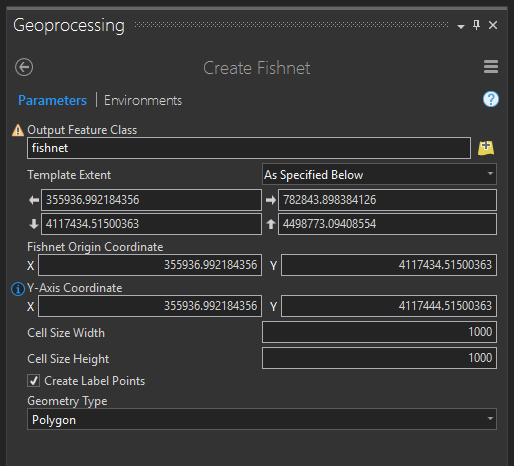 Geoprocessing
Create Fishnet
Parameters | Environments
?
Output Feature Class
fishnet
Template Extent As Specified Below
355936.992184356 782843.898384126
4117434.51500363 4498773.09408554
Fishnet Origin Coordinate
X 355936.992184356 Y 4117434.51500363
Y-Axis Coordinate
X 355936.992184356 Y 4117444.51500363
Cell Size Width 1000
Cell Size Height 1000
Create Label Points
Geometry Type
Polygon